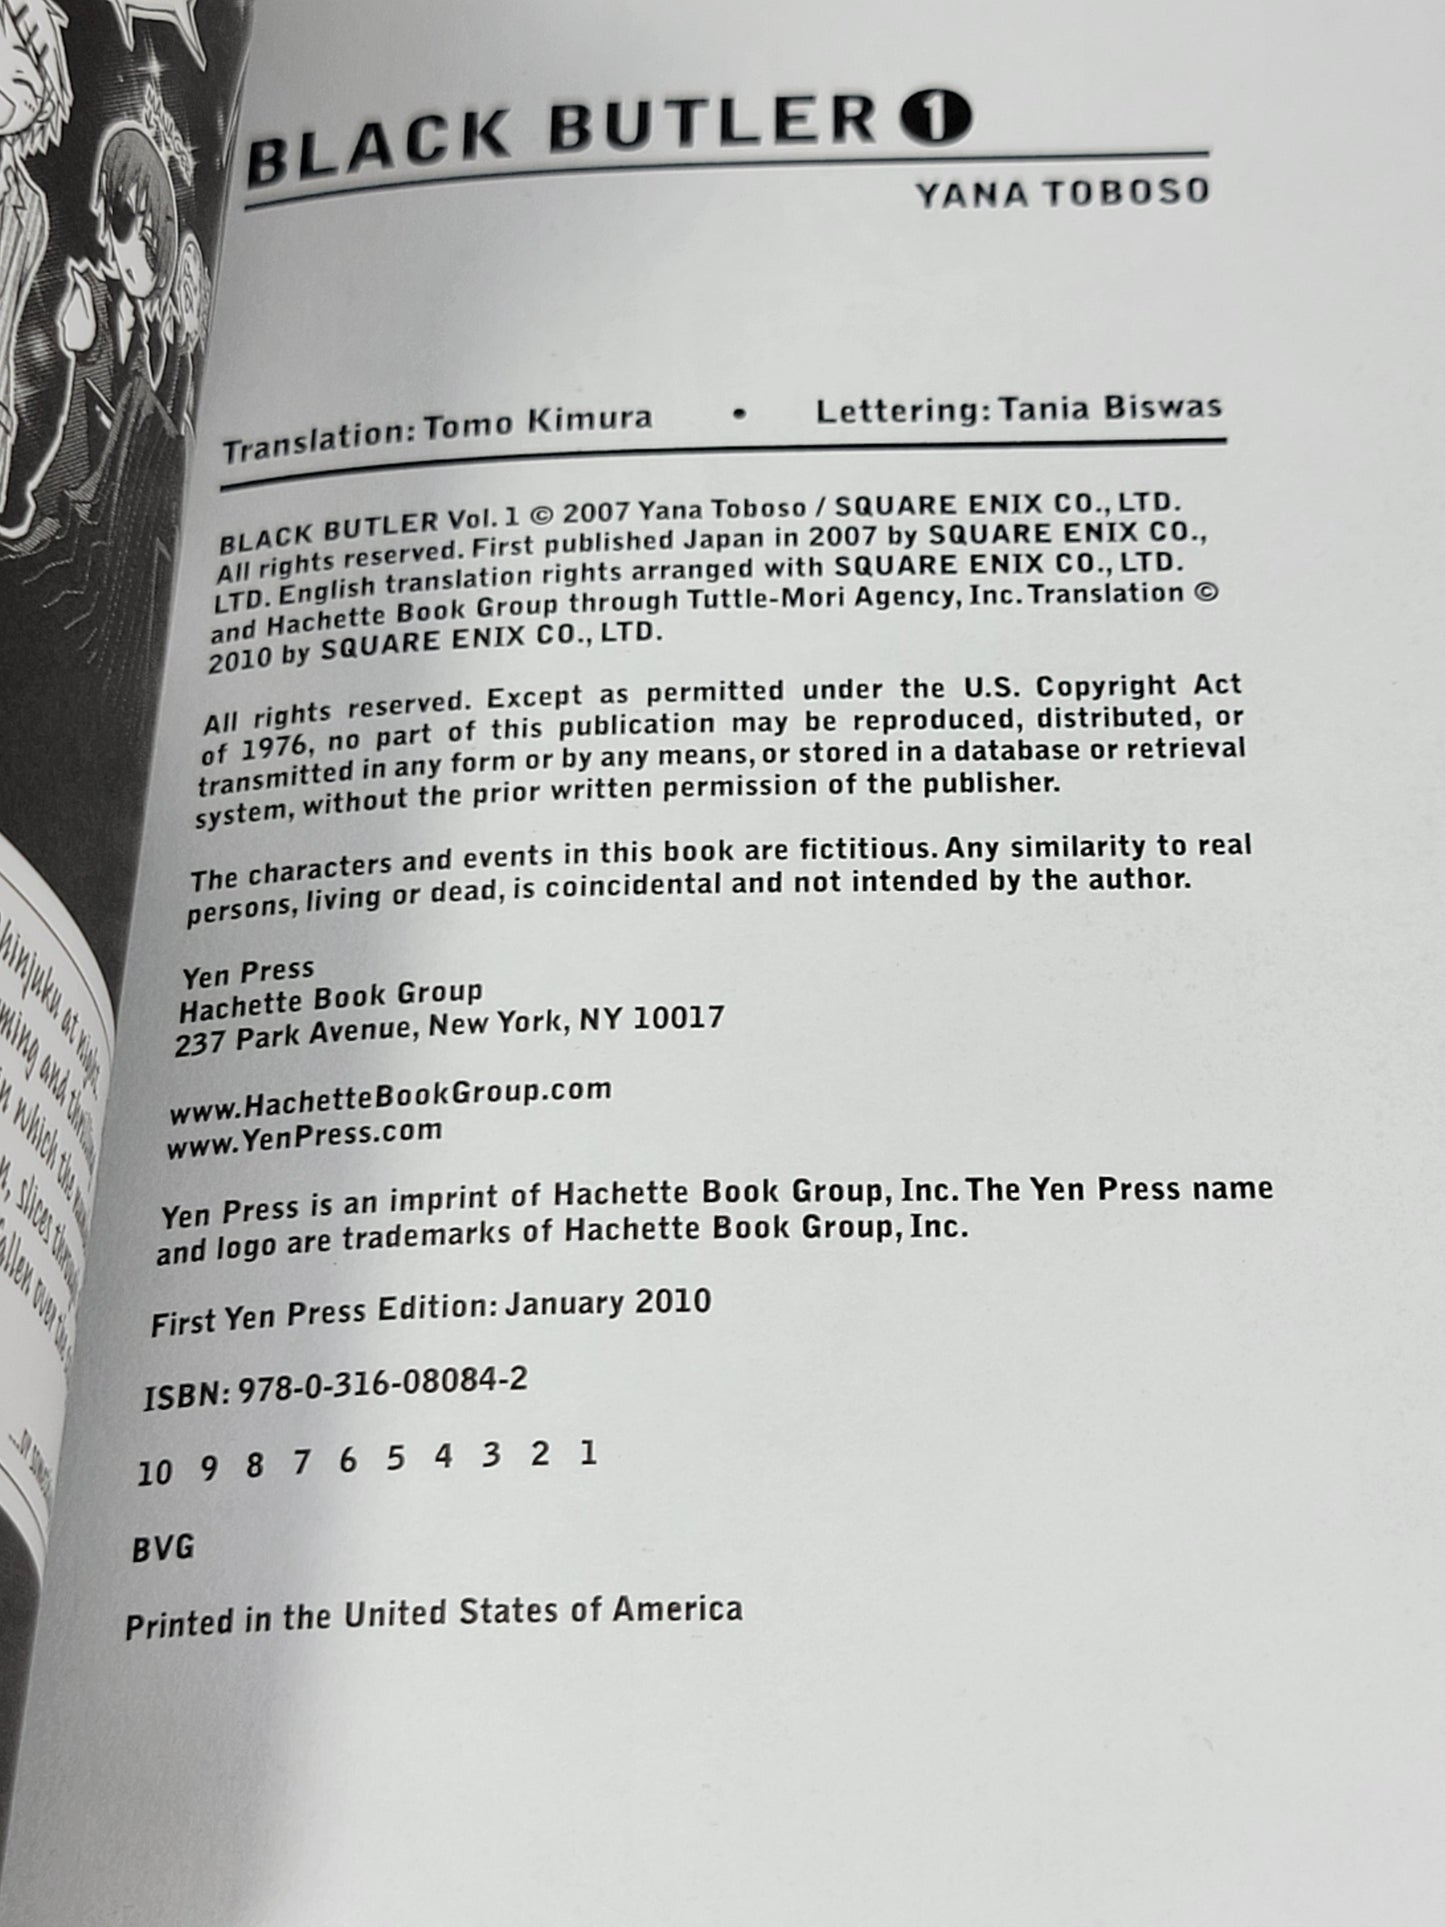 BLACK BUTLER 1
YANA TOBOSO
Translation: Tomo Kimura • Lettering: Tania Biswas
BLACK BUTLER Vol. 1 © 2007 Yana Toboso / SQUARE ENIX CO., LTD.
All rights reserved. First published Japan in 2007 by SQUARE ENIX CO.,
LTD. English translation rights arranged with SQUARE ENIX CO., LTD.
and Hachette Book Group through Tuttle-Mori Agency, Inc. Translation ©
2010 by SQUARE ENIX CO., LTD.
All rights reserved. Except as permitted under the U.S. Copyright Act
of 1976, no part of this publication may be reproduced, distributed, or
transmitted in any form or by any means, or stored in a database or retrieval
system, without the prior written permission of the publisher.
The characters and events in this book are fictitious. Any similarity to real
persons, living or dead, is coincidental and not intended by the author.
Yen Press
Hachette Book Group
237 Park Avenue, New York, NY 10017
www.HachetteBookGroup.com
www.YenPress.com
Yen Press is an imprint of Hachette Book Group, Inc. The Yen Press name
and logo are trademarks of Hachette Book Group, Inc.
First Yen Press Edition: January 2010
ISBN: 978-0-316-08084-2
10 9 8 7 6 5 4 3 2 1
BVG
Printed in the United States of America
at night,
and thrilling
which the
slices through
over the